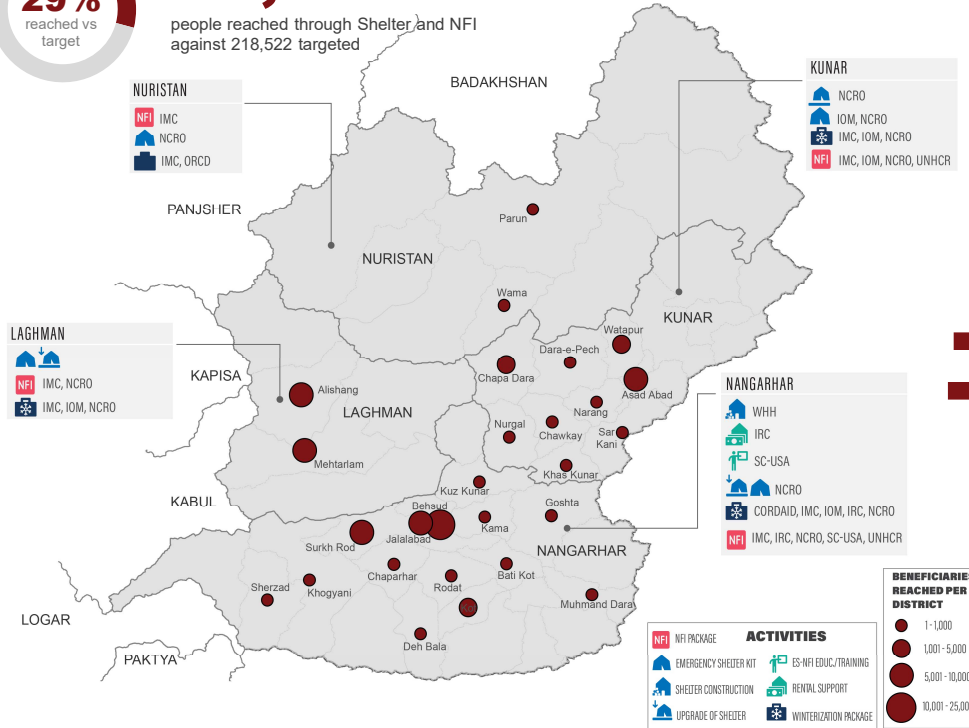 29%
reached vs
target
people reached through Shelter and NFI
against 218,522 targeted
BADAKHSHAN
NURISTAN
NFI IMC
NCRO
IMC, ORCD
KUNAR
NCRO
IOM, NCRO
IMC, IOM, NCRO
NFI IMC, IOM, NCRO, UNHCR
PANJSHER
Parun
NURISTAN
Wama
KUNAR
Watapur
Dara-e-Pech
Chapa Dara
Asad Abad
LAGHMAN
NFI IMC, NCRO
IMC, IOM, NCRO
KAPISA
Alishang
LAGHMAN
Mehtarlam
Narang
Nurgal
Chawkay
Sar
Kani
Khas Kunar
NANGARHAR
WHH
IRC
SC-USA
NCRO
CORDAID, IMC, IOM, IRC, NCRO
NFI IMC, IRC, NCRO, SC-USA, UNHCR
KABUL
Kuz Kunar
Dehaud
Goshta
Kama
Jalalabad
Surkh Rod
NANGARHAR
Chaparhar
Bati Kot
Sherzad
Khogyani
Rodat
Muhmand Dara
Kot
Deh Bala
LOGAR
PAKTYA
ACTIVITIES
NFI NFI PACKAGE
EMERGENCY SHELTER KIT
ES-NFI EDUC./TRAINING
SHELTER CONSTRUCTION
RENTAL SUPPORT
UPGRADE OF SHELTER
WINTERIZATION PACKAGE
BENEFICIARIES
REACHED PER
DISTRICT
1 - 1,000
1,001 - 5,000
5,001 - 10,000
10,001 - 25,00